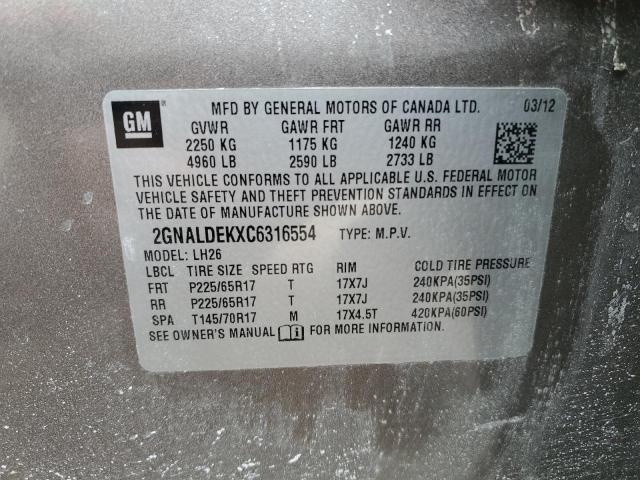 GM ® MFD BY GENERAL MOTORS OF CANADA LTD. 03/12
GVWR GAWR FRT GAWR RR
2250 KG 1175 KG 1240 KG
4960 LB 2590 LB 2733 LB
THIS VEHICLE CONFORMS TO ALL APPLICABLE U.S. FEDERAL MOTOR
VEHICLE SAFETY AND THEFT PREVENTION STANDARDS IN EFFECT ON
THE DATE OF MANUFACTURE SHOWN ABOVE.
2GNALDEKXC6316554 TYPE: M.P.V.
MODEL: LH26
LBCL TIRE SIZE SPEED RTG RIM COLD TIRE PRESSURE
FRT P225/65R17 T 17X7J 240KPA(35PSI)
RR P225/65R17 T 17X7J 240KPA(35PSI)
SPA T145/70R17 M 17X4.5T 420KPA(60PSI)
SEE OWNER'S MANUAL FOR MORE INFORMATION.